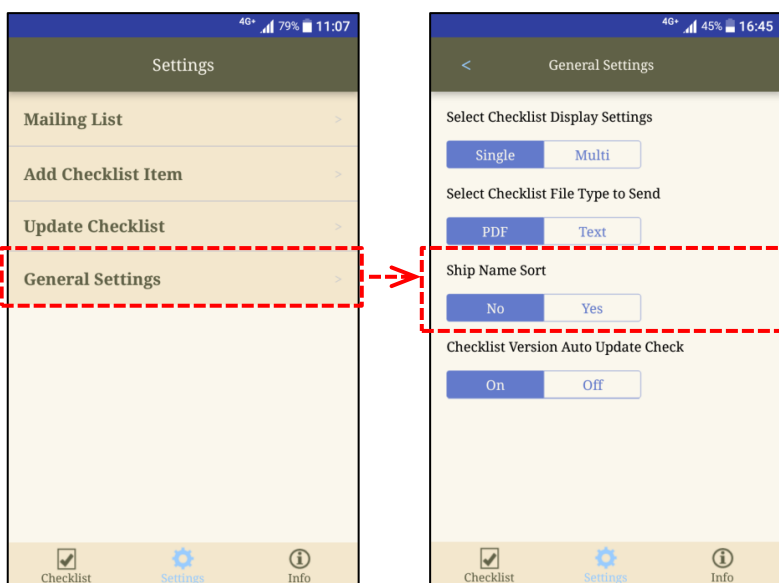 4G+ 79% 11:07
Settings
Mailing List >
Add Checklist Item >
Update Checklist >
General Settings >
Checklist Settings Info
4G+ 45% 16:45
< General Settings
Select Checklist Display Settings
Single Multi
Select Checklist File Type to Send
PDF Text
Ship Name Sort
No Yes
Checklist Version Auto Update Check
On Off
Checklist Settings Info